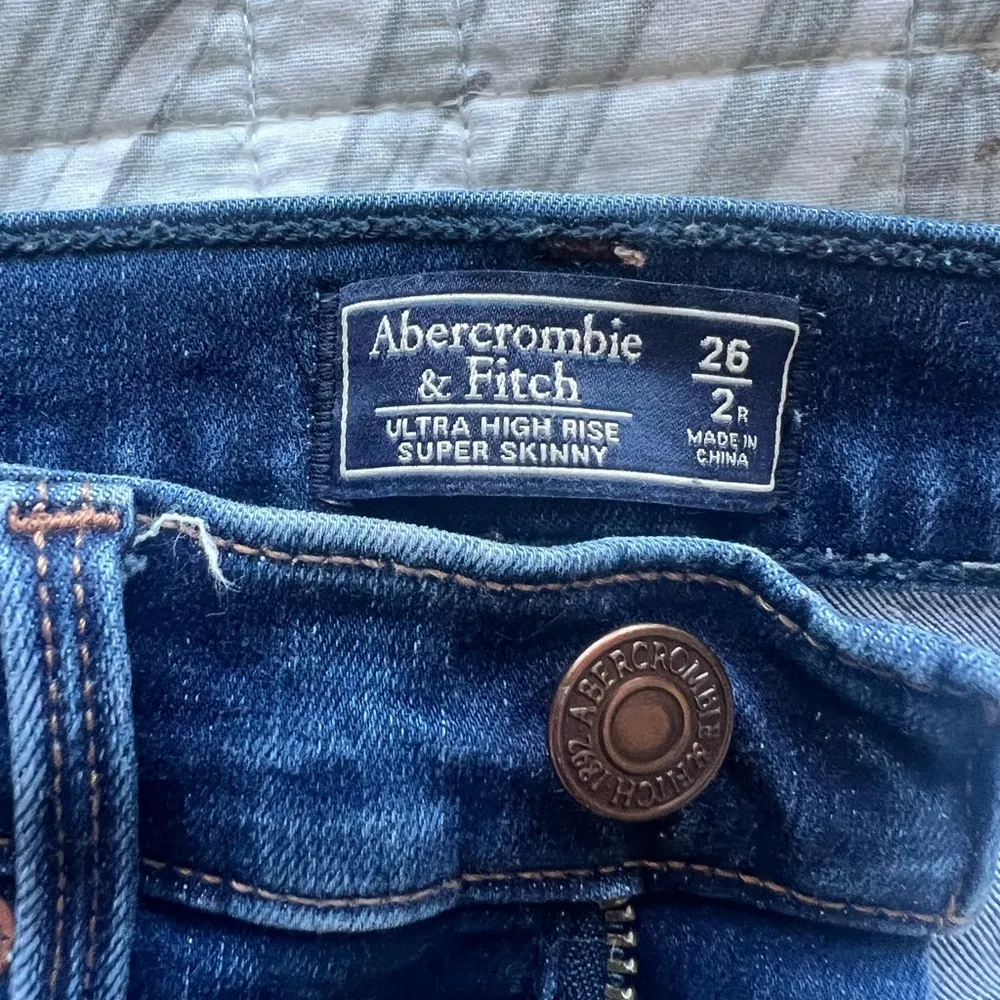 Abercrombie
& Fitch
ULTRA HIGH RISE
SUPER SKINNY
26
2R
MADE IN
CHINA
ABERCROMBIE & FITCH · 1892 ·